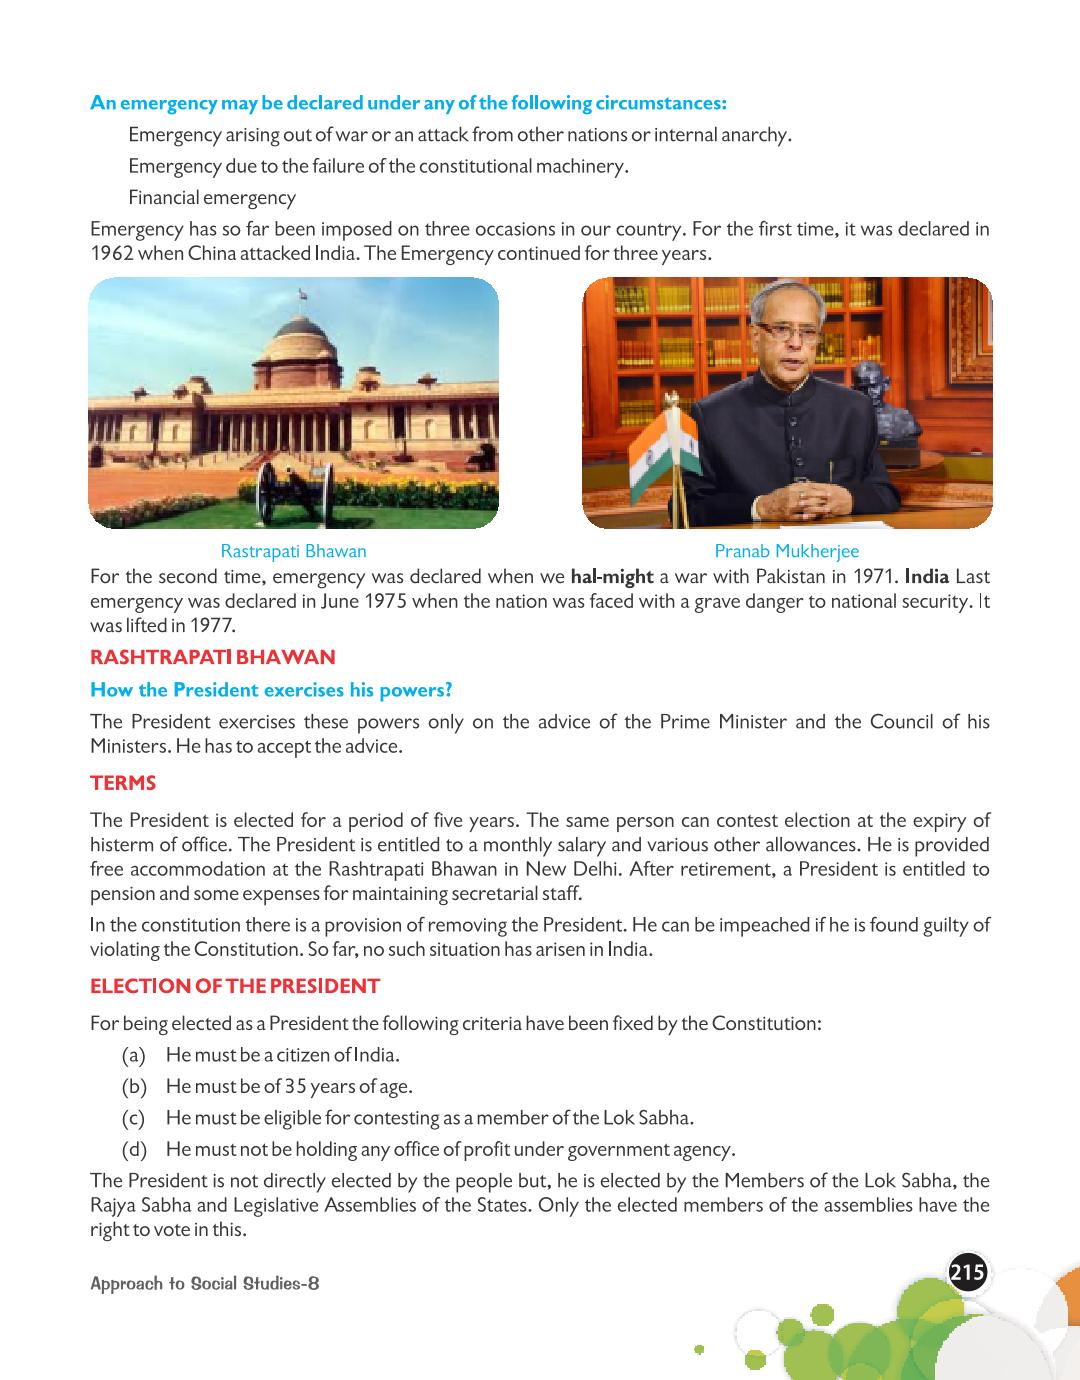 An emergency may be declared under any of the following circumstances:
Emergency arising out of war or an attack from other nations or internal anarchy.
Emergency due to the failure of the constitutional machinery.
Financial emergency
Emergency has so far been imposed on three occasions in our country. For the first time, it was declared in
1962 when China attacked India. The Emergency continued for three years.
Rastrapati Bhawan
Pranab Mukherjee
For the second time, emergency was declared when we hal-might a war with Pakistan in 1971. India Last
emergency was declared in June 1975 when the nation was faced with a grave danger to national security. It
was lifted in 1977.
RASHTRAPATI BHAWAN
How the President exercises his powers?
The President exercises these powers only on the advice of the Prime Minister and the Council of his
Ministers. He has to accept the advice.
TERMS
The President is elected for a period of five years. The same person can contest election at the expiry of
histerm of office. The President is entitled to a monthly salary and various other allowances. He is provided
free accommodation at the Rashtrapati Bhawan in New Delhi. After retirement, a President is entitled to
pension and some expenses for maintaining secretarial staff.
In the constitution there is a provision of removing the President. He can be impeached if he is found guilty of
violating the Constitution. So far, no such situation has arisen in India.
ELECTION OF THE PRESIDENT
For being elected as a President the following criteria have been fixed by the Constitution:
(a) He must be a citizen of India.
(b) He must be of 35 years of age.
(c) He must be eligible for contesting as a member of the Lok Sabha.
(d) He must not be holding any office of profit under government agency.
The President is not directly elected by the people but, he is elected by the Members of the Lok Sabha, the
Rajya Sabha and Legislative Assemblies of the States. Only the elected members of the assemblies have the
right to vote in this.
Approach to Social Studies-8
215